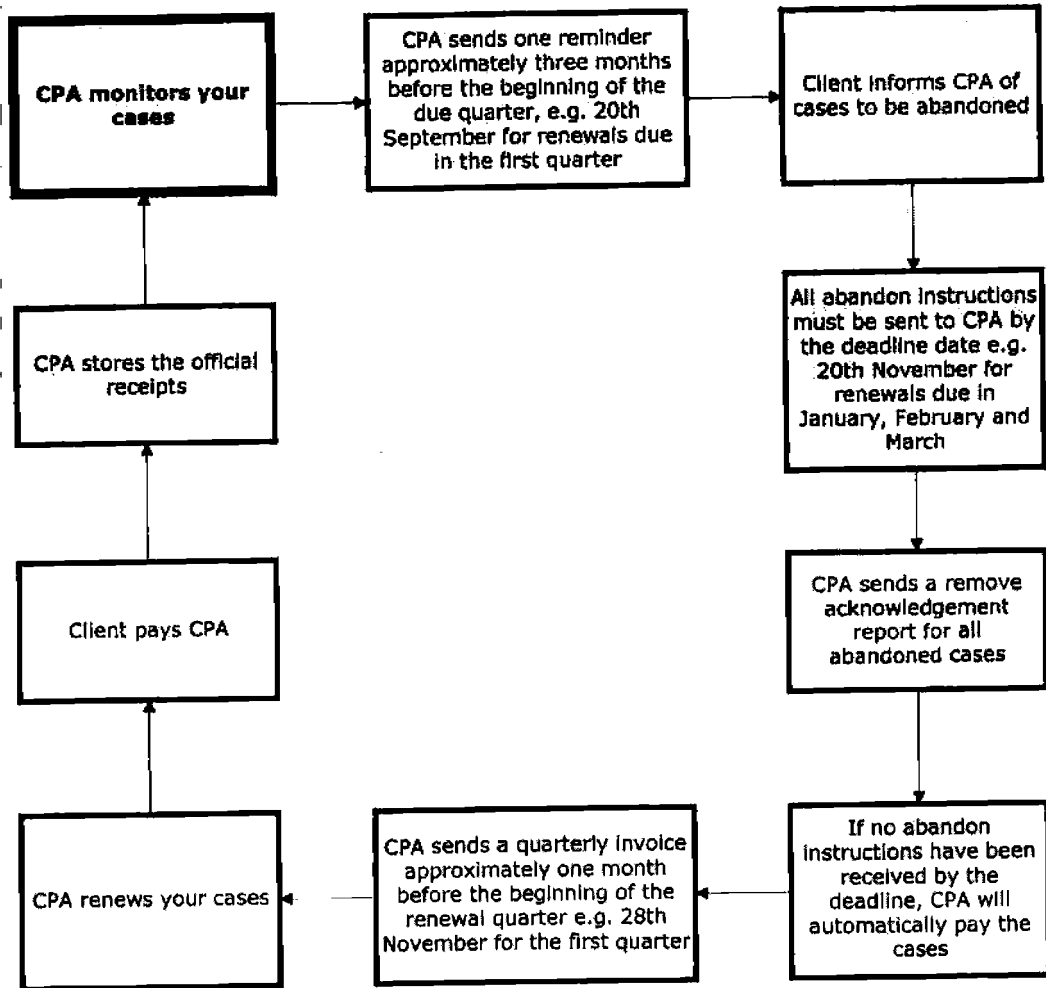 CPA monitors your
cases
CPA sends one reminder
approximately three months
before the beginning of the
due quarter, e.g. 20th
September for renewals due
in the first quarter
Client informs CPA of
cases to be abandoned
All abandon instructions
must be sent to CPA by
the deadline date e.g.
20th November for
renewals due in
January, February and
March
CPA sends a remove
acknowledgement
report for all
abandoned cases
If no abandon
instructions have been
received by the
deadline, CPA will
automatically pay the
cases
CPA sends a quarterly invoice
approximately one month
before the beginning of the
renewal quarter e.g. 28th
November for the first quarter
CPA renews your cases
Client pays CPA
CPA stores the official
receipts